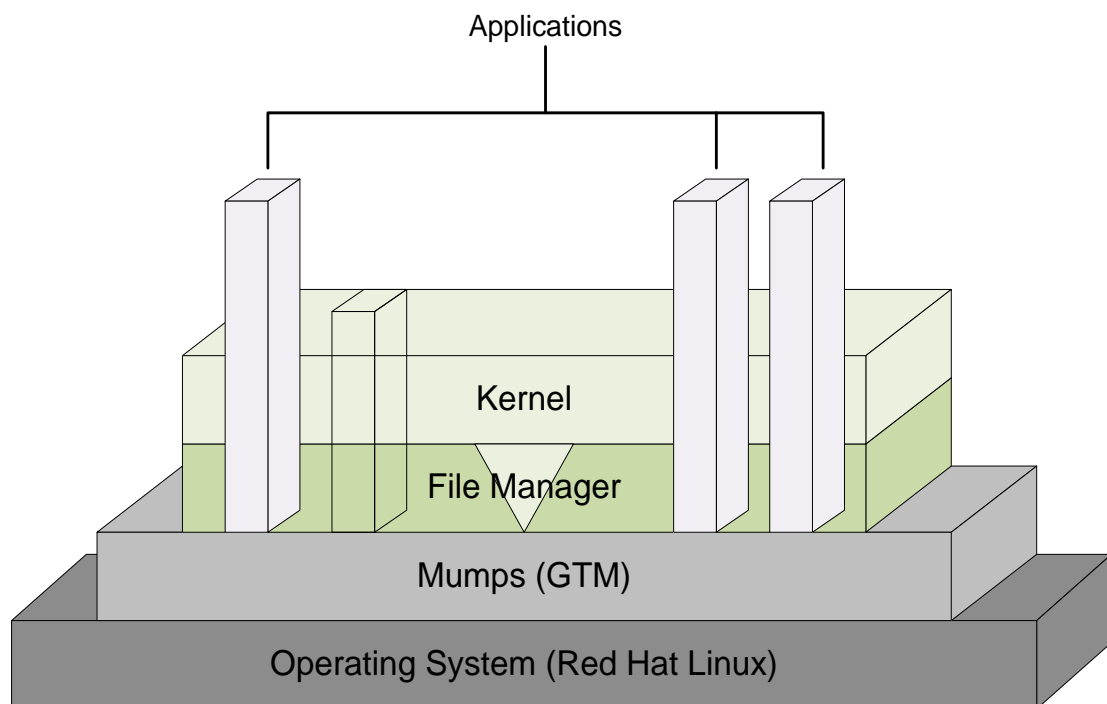 Applications
Kernel
File Manager
Mumps (GTM)
Operating System (Red Hat Linux)